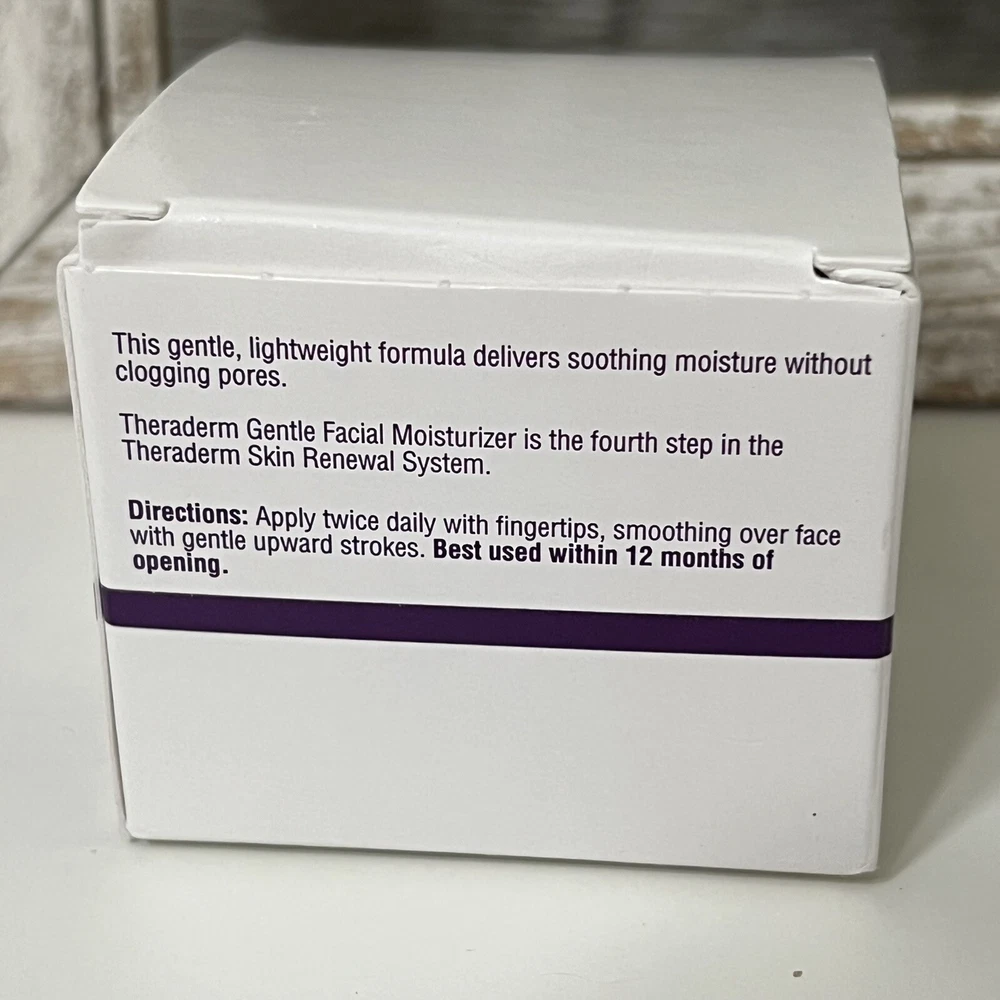 This gentle, lightweight formula delivers soothing moisture without
clogging pores.
Theraderm Gentle Facial Moisturizer is the fourth step in the
Theraderm Skin Renewal System.
Directions: Apply twice daily with fingertips, smoothing over face
with gentle upward strokes. Best used within 12 months of
opening.